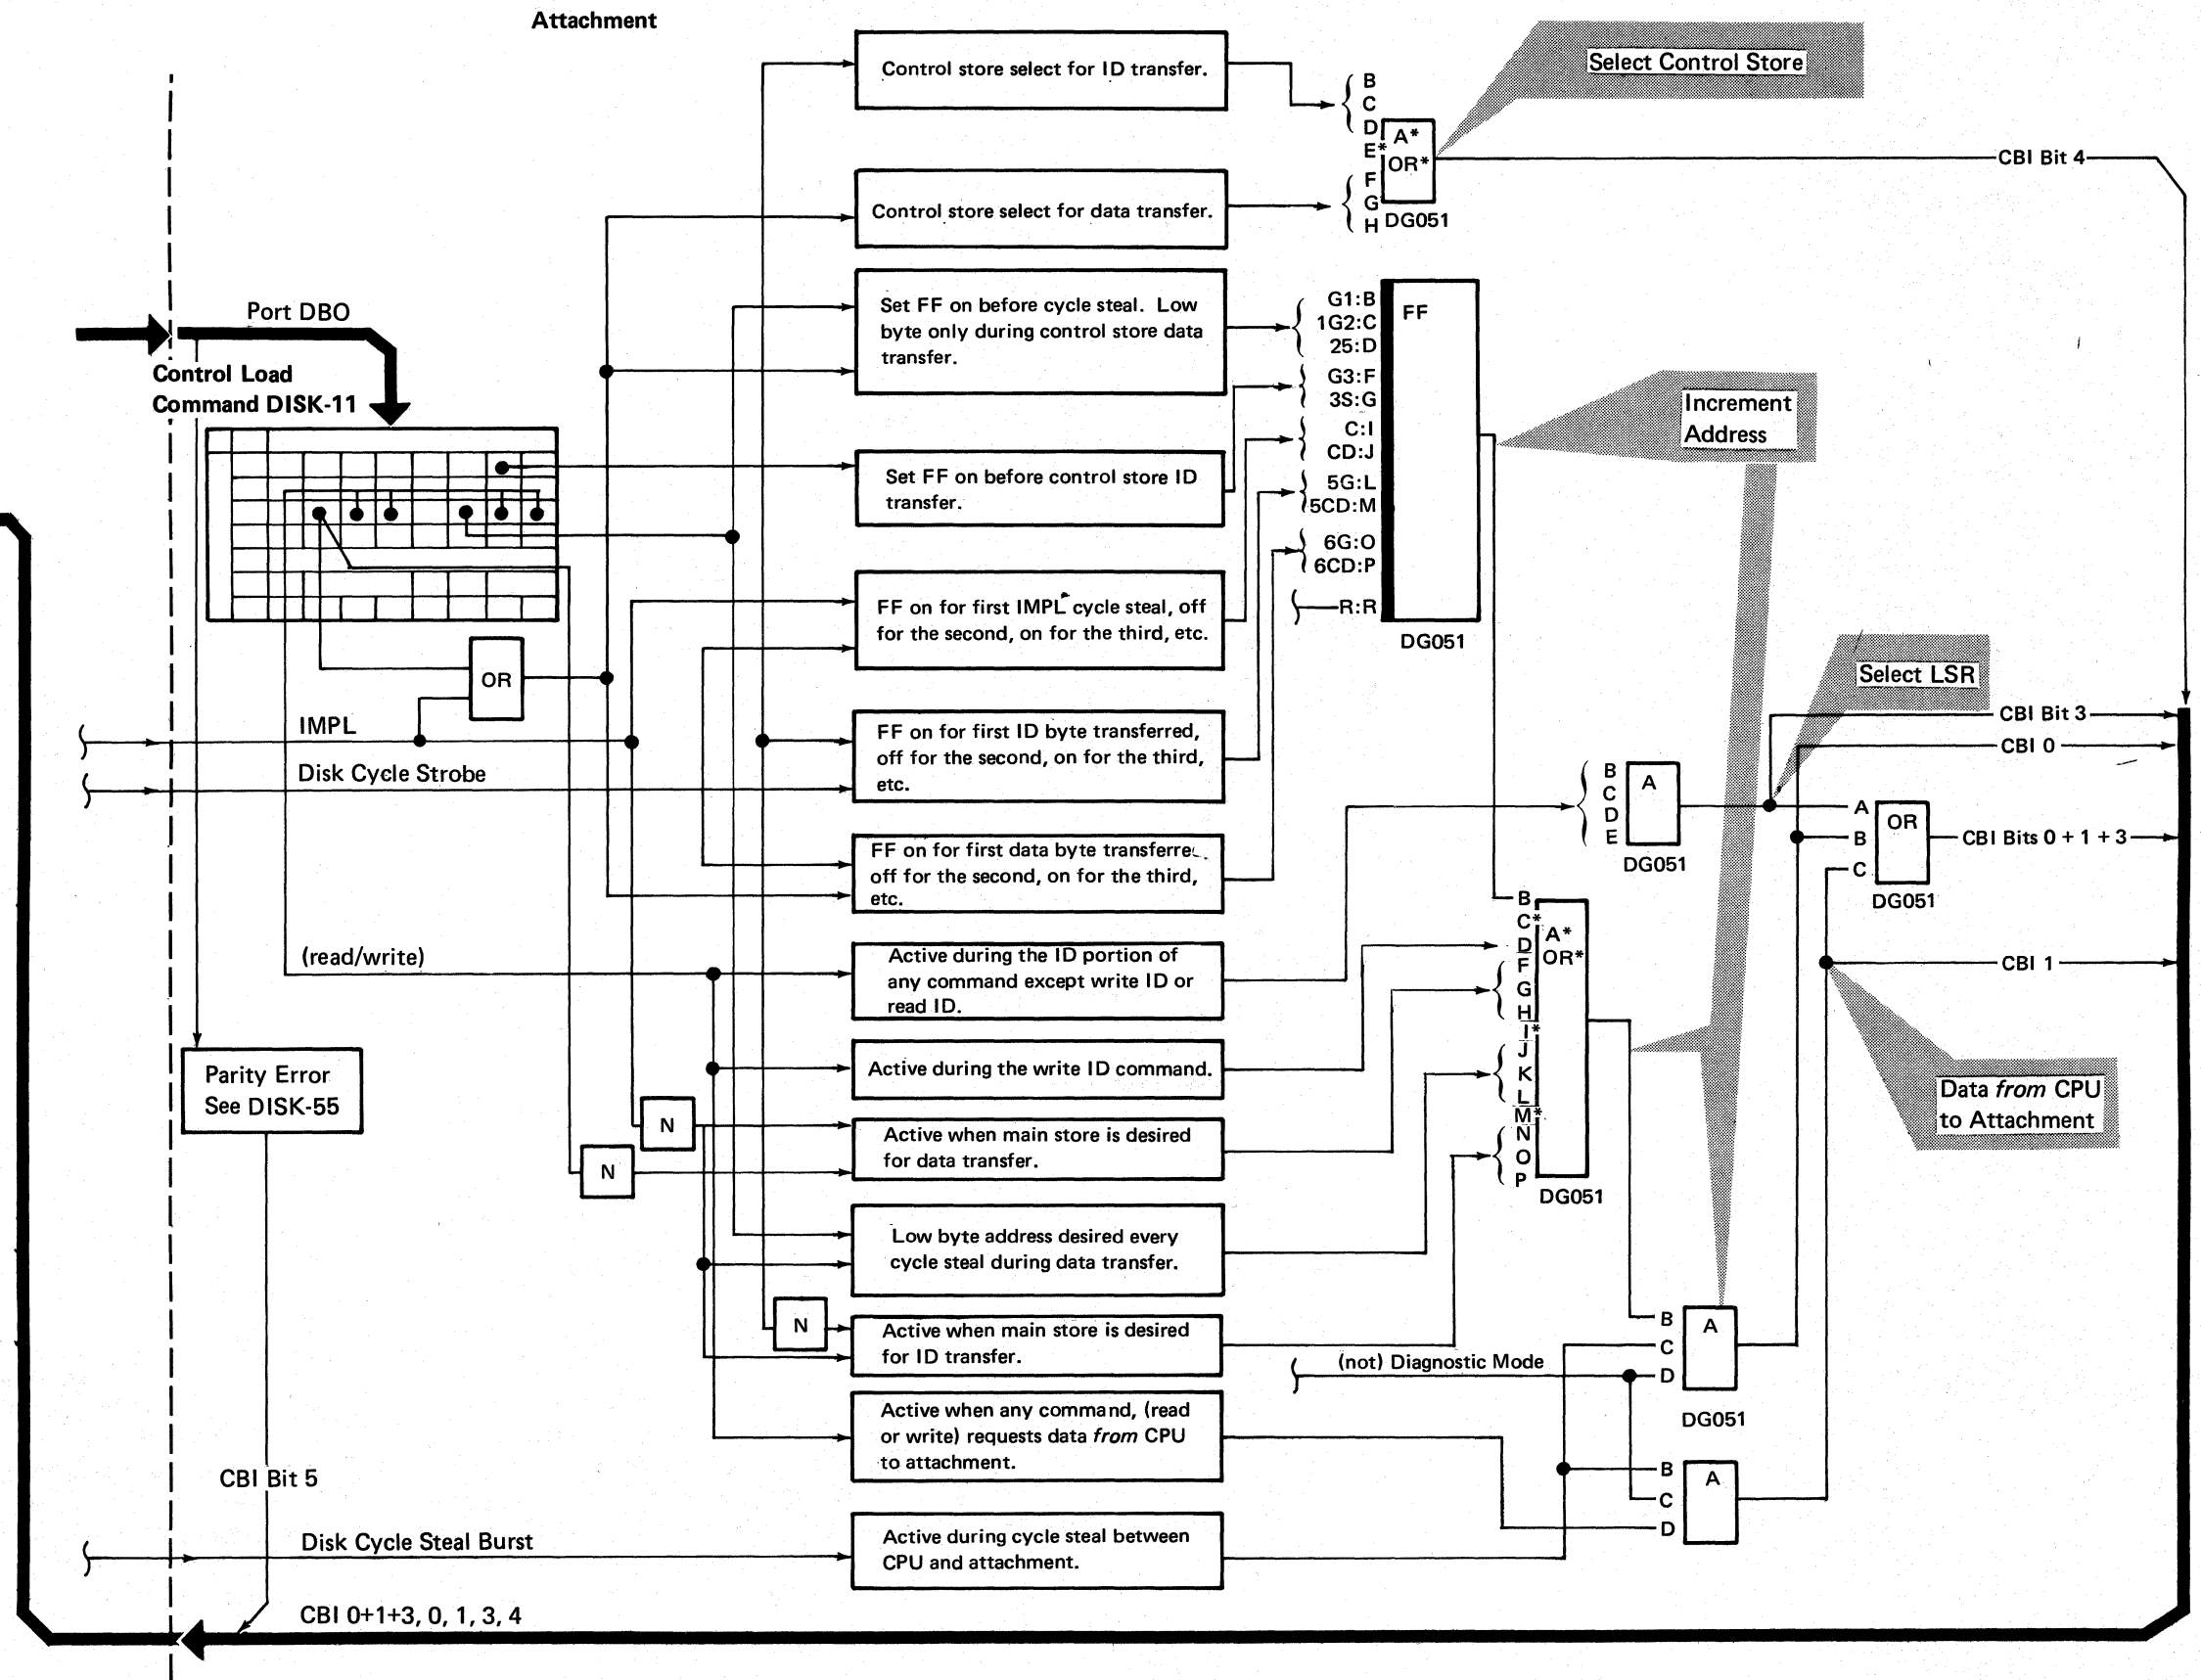 Attachment
Control store select for ID transfer.
Select Control Store
B
C
D
E*
F
G
H
A*
OR*
DG051
CBI Bit 4
Control store select for data transfer.
Port DBO
Control Load
Command DISK-11
Set FF on before cycle steal. Low
byte only during control store data
transfer.
G1:B
1G2:C
25:D
G3:F
3S:G
C:I
CD:J
5G:L
5CD:M
6G:O
6CD:P
R:R
FF
DG051
Increment
Address
Set FF on before control store ID
transfer.
FF on for first IMPL cycle steal, off
for the second, on for the third, etc.
OR
IMPL
Disk Cycle Strobe
FF on for first ID byte transferred,
off for the second, on for the third,
etc.
Select LSR
CBI Bit 3
CBI 0
B
C
D
E
A
DG051
A
B
C
OR
DG051
CBI Bits 0 + 1 + 3
FF on for first data byte transferre
off for the second, on for the third,
etc.
(read/write)
Active during the ID portion of
any command except write ID or
read ID.
B
C*
D
F
G
H
I*
J
K
L
M*
N
O
P
A*
OR*
DG051
CBI 1
Parity Error
See DISK-55
Active during the write ID command.
Data from CPU
to Attachment
N
N
Active when main store is desired
for data transfer.
Low byte address desired every
cycle steal during data transfer.
N
Active when main store is desired
for ID transfer.
(not) Diagnostic Mode
B
C
D
A
DG051
Active when any command, (read
or write) requests data from CPU
to attachment.
B
C
D
A
CBI Bit 5
Disk Cycle Steal Burst
Active during cycle steal between
CPU and attachment.
CBI 0+1+3, 0, 1, 3, 4